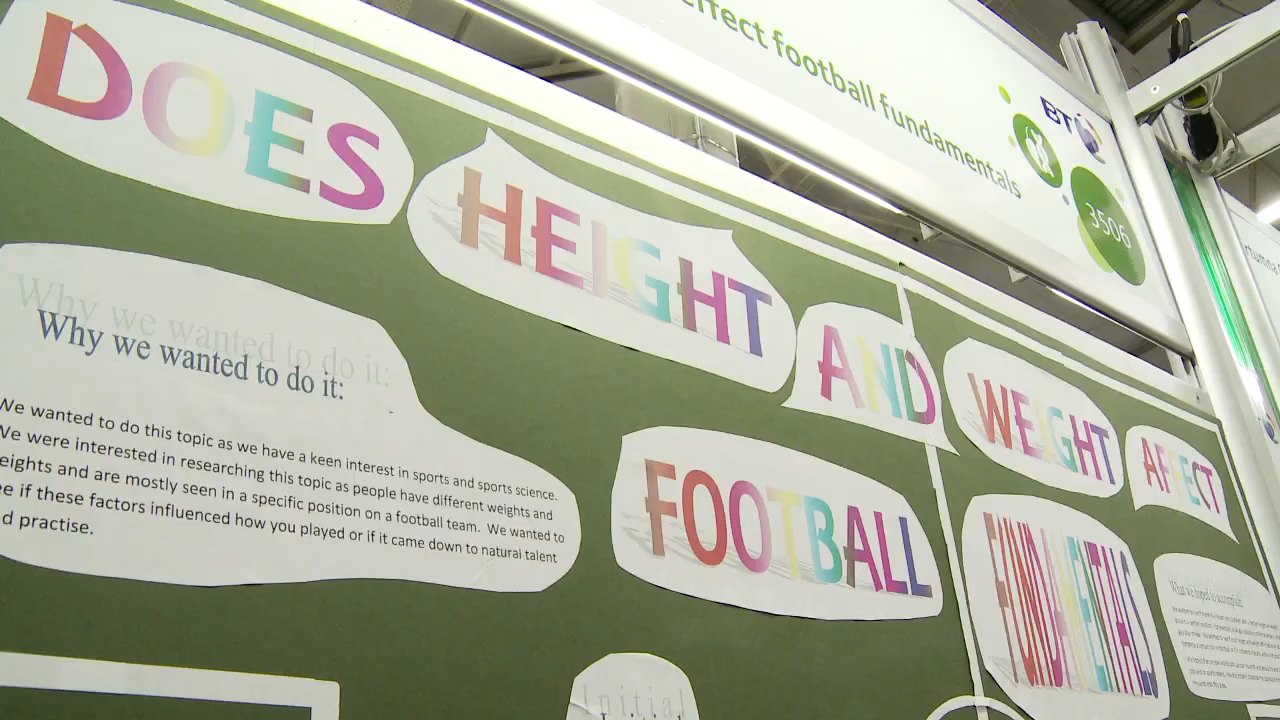 effect football fundamentals
BT
3506
DOES HEIGHT AND WEIGHT AFFECT
FOOTBALL FUNDAMENTALS
Why we wanted to do it:
We wanted to do this topic as we have a keen interest in sports and sports science.
We were interested in researching this topic as people have different weights and
eights and are mostly seen in a specific position on a football team. We wanted to
ee if these factors influenced how you played or if it came down to natural talent
d practise.
What we hoped to accomplish:
Initial